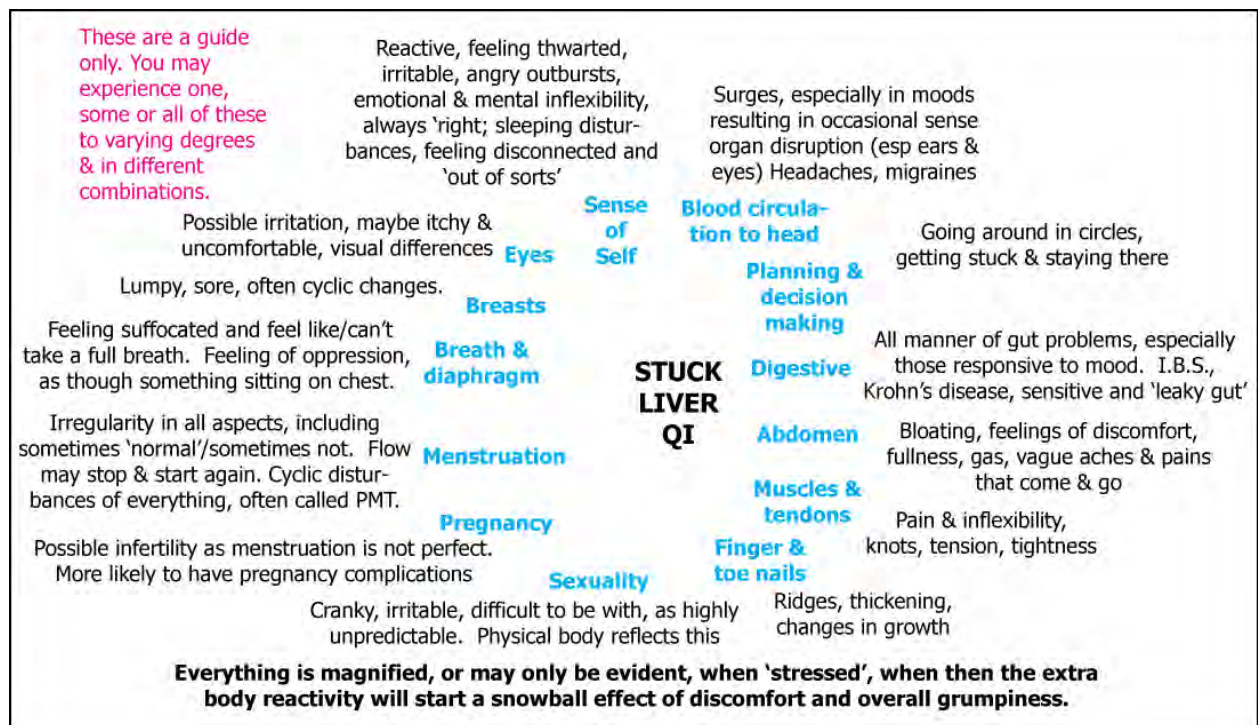 These are a guide
only. You may
experience one,
some or all of these
to varying degrees
& in different
combinations.
Reactive, feeling thwarted,
irritable, angry outbursts,
emotional & mental inflexibility,
always ‘right; sleeping distur-
bances, feeling disconnected and
‘out of sorts’
Sense
of
Self
Surges, especially in moods
resulting in occasional sense
organ disruption (esp ears &
eyes) Headaches, migraines
Blood circula-
tion to head
Possible irritation, maybe itchy &
uncomfortable, visual differences
Eyes
Going around in circles,
getting stuck & staying there
Planning &
decision
making
Lumpy, sore, often cyclic changes.
Breasts
Feeling suffocated and feel like/can’t
take a full breath.  Feeling of oppression,
as though something sitting on chest.
Breath &
diaphragm
STUCK
LIVER
QI
Digestive
All manner of gut problems, especially
those responsive to mood.  I.B.S.,
Krohn’s disease, sensitive and ‘leaky gut’
Irregularity in all aspects, including
sometimes ‘normal’/sometimes not.  Flow
may stop & start again. Cyclic distur-
bances of everything, often called PMT.
Menstruation
Abdomen
Bloating, feelings of discomfort,
fullness, gas, vague aches & pains
that come & go
Muscles &
tendons
Pain & inflexibility,
knots, tension, tightness
Pregnancy
Possible infertility as menstruation is not perfect.
More likely to have pregnancy complications
Finger &
toe nails
Ridges, thickening,
changes in growth
Sexuality
Cranky, irritable, difficult to be with, as highly
unpredictable.  Physical body reflects this
Everything is magnified, or may only be evident, when ‘stressed’, when then the extra
body reactivity will start a snowball effect of discomfort and overall grumpiness.